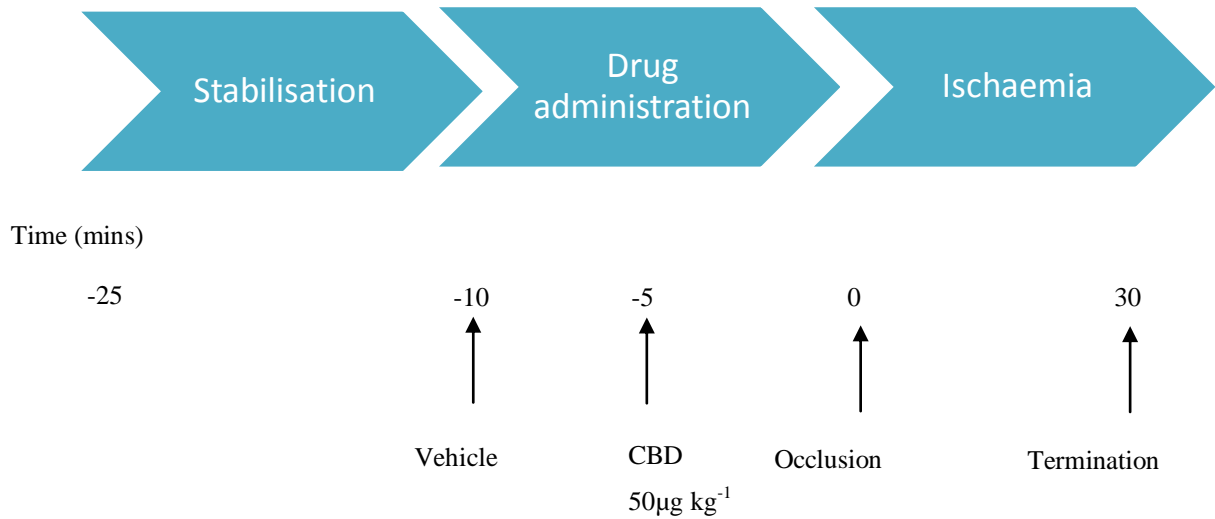 Stabilisation
Drug
administration
Ischaemia
Time (mins)
-25
-10
-5
0
30
Vehicle
CBD
Occlusion
Termination
50µg kg⁻¹